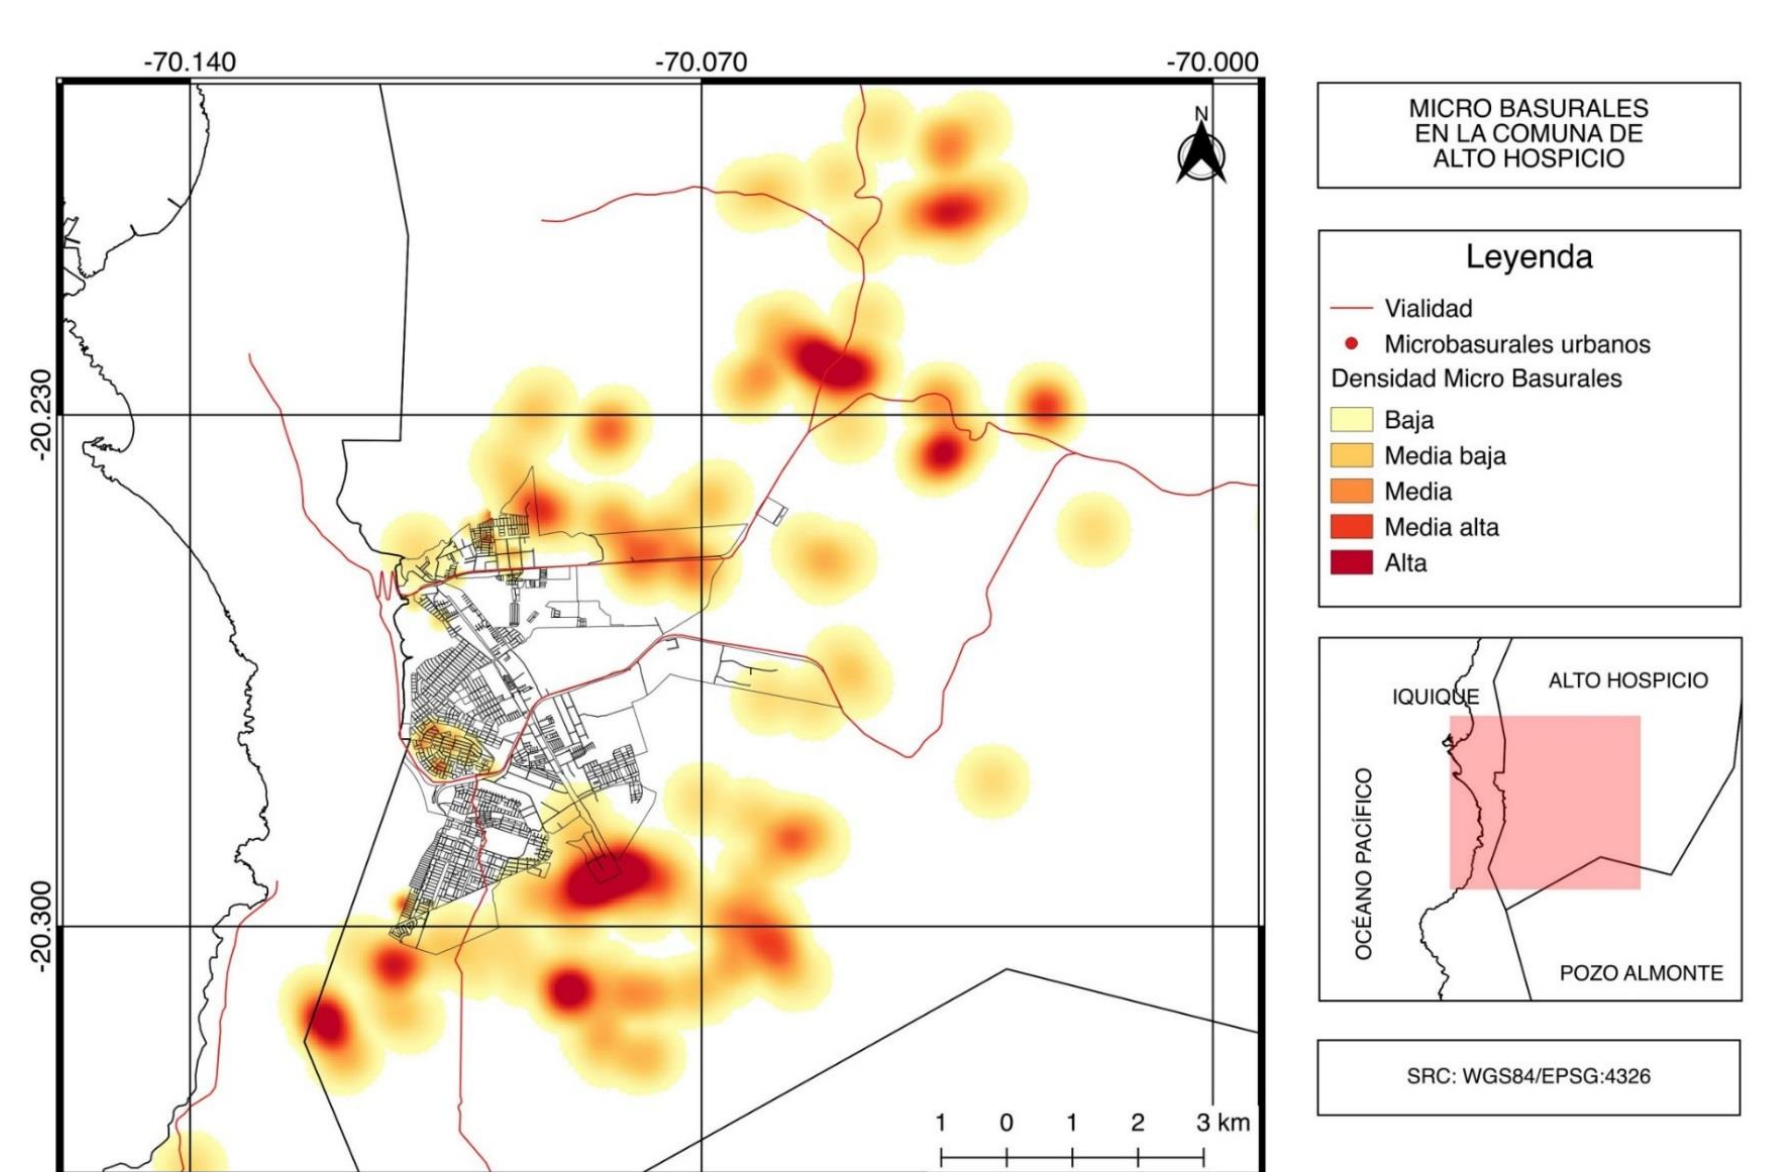 -70.140
-70.070
-70.000
-20.230
-20.300
N
1 0 1 2 3 km
MICRO BASURALES
EN LA COMUNA DE
ALTO HOSPICIO
Leyenda
Vialidad
Microbasurales urbanos
Densidad Micro Basurales
Baja
Media baja
Media
Media alta
Alta
IQUIQUE
ALTO HOSPICIO
OCÉANO PACÍFICO
POZO ALMONTE
SRC: WGS84/EPSG:4326